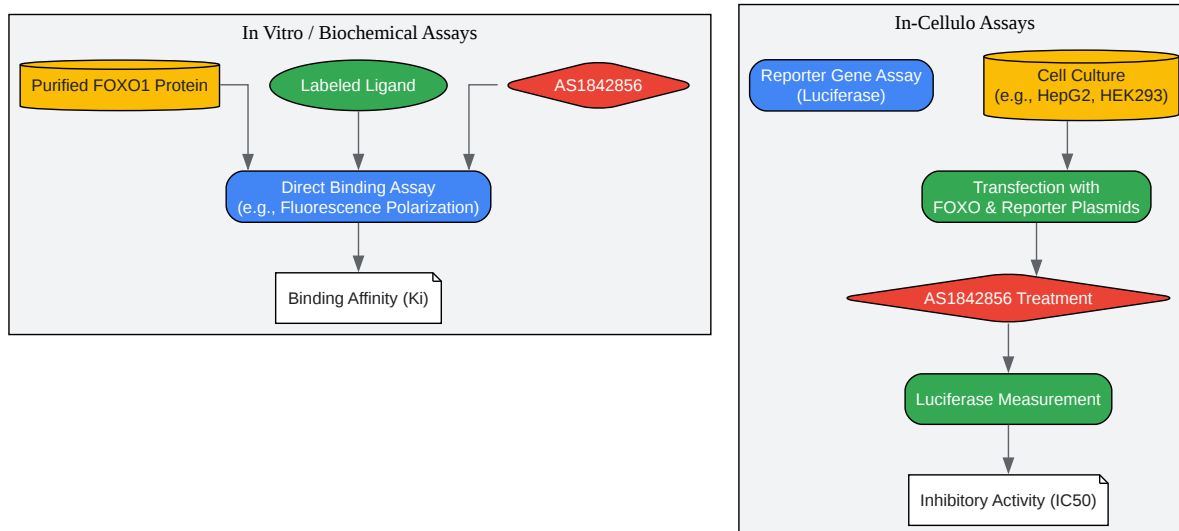 In Vitro / Biochemical Assays
Purified FOXO1 Protein
Labeled Ligand
AS1842856
Direct Binding Assay
(e.g., Fluorescence Polarization)
Binding Affinity (Ki)
In-Cellulo Assays
Reporter Gene Assay
(Luciferase)
Cell Culture
(e.g., HepG2, HEK293)
Transfection with
FOXO & Reporter Plasmids
AS1842856 Treatment
Luciferase Measurement
Inhibitory Activity (IC50)